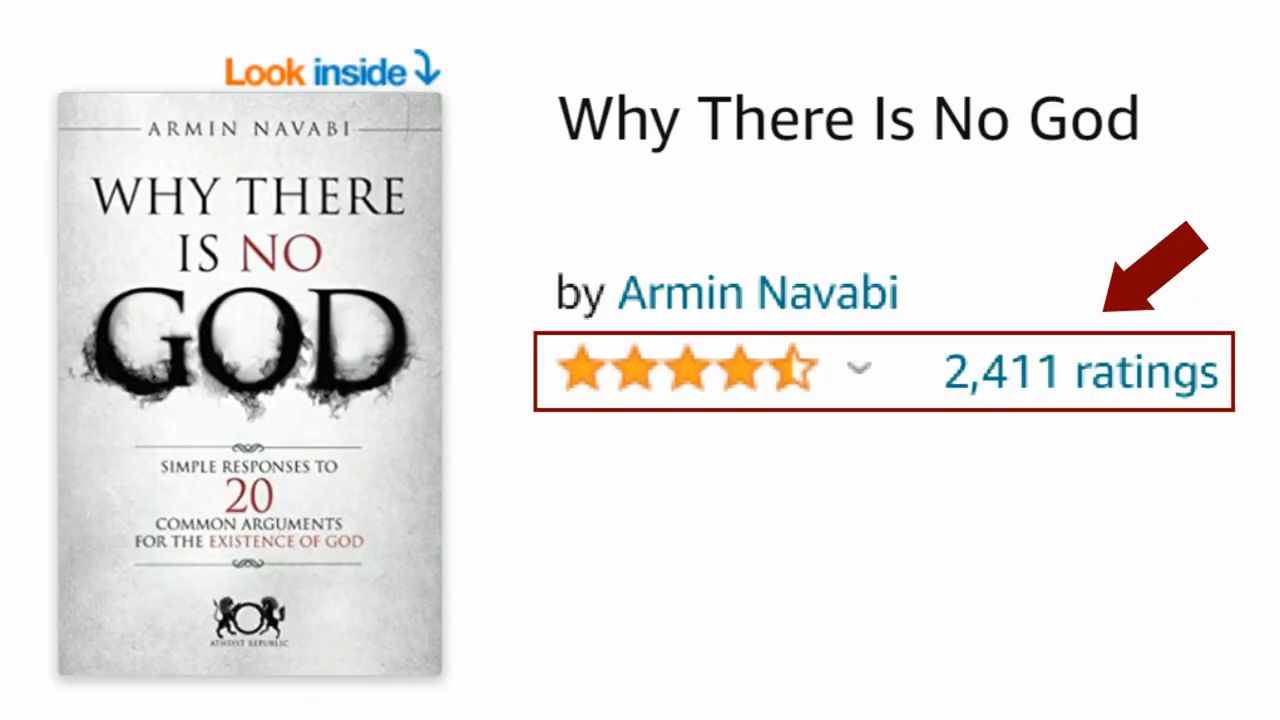 Look inside
ARMIN NAVABI
WHY THERE
IS NO
GOD
SIMPLE RESPONSES TO
20
COMMON ARGUMENTS
FOR THE EXISTENCE OF GOD
ATHEIST REPUBLIC
Why There Is No God
by Armin Navabi
2,411 ratings